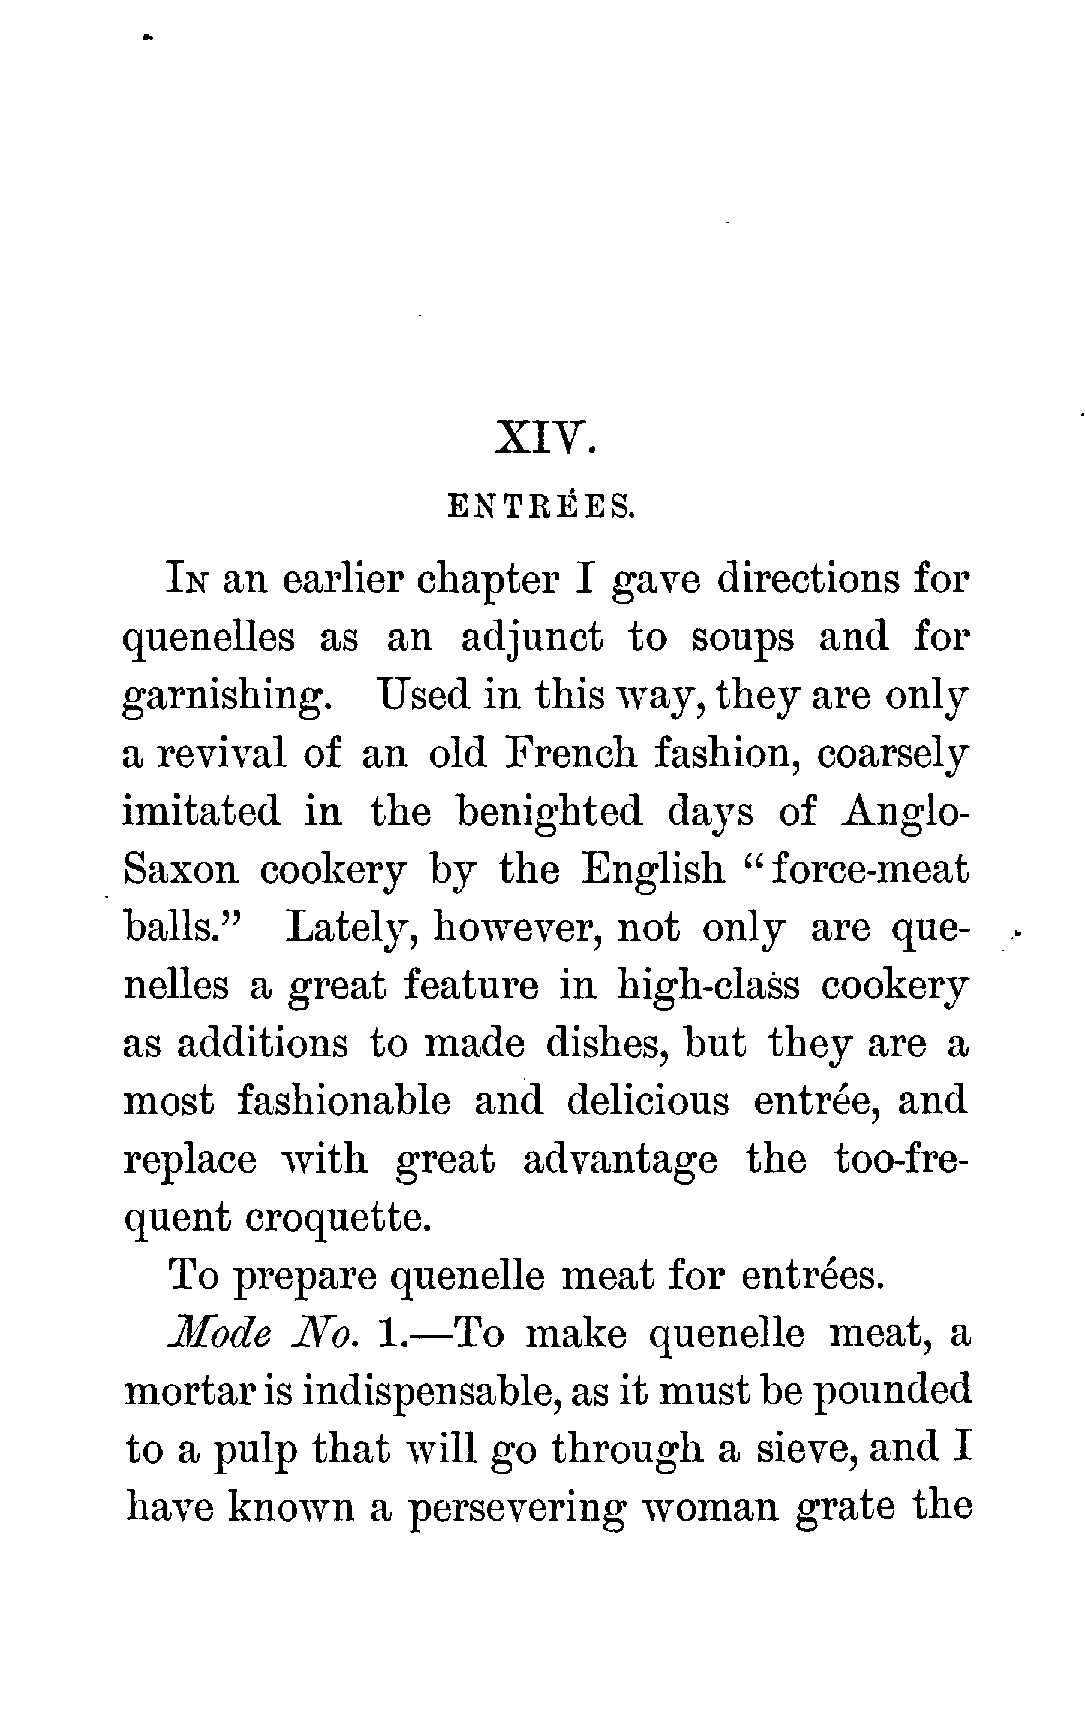 XIV.
ENTRÉES.
In an earlier chapter I gave directions for
quenelles as an adjunct to soups and for
garnishing. Used in this way, they are only
a revival of an old French fashion, coarsely
imitated in the benighted days of Anglo-
Saxon cookery by the English “force-meat
balls.” Lately, however, not only are que-
nelles a great feature in high-class cookery
as additions to made dishes, but they are a
most fashionable and delicious entrée, and
replace with great advantage the too-fre-
quent croquette.
To prepare quenelle meat for entrées.
Mode No. 1.—To make quenelle meat, a
mortar is indispensable, as it must be pounded
to a pulp that will go through a sieve, and I
have known a persevering woman grate the